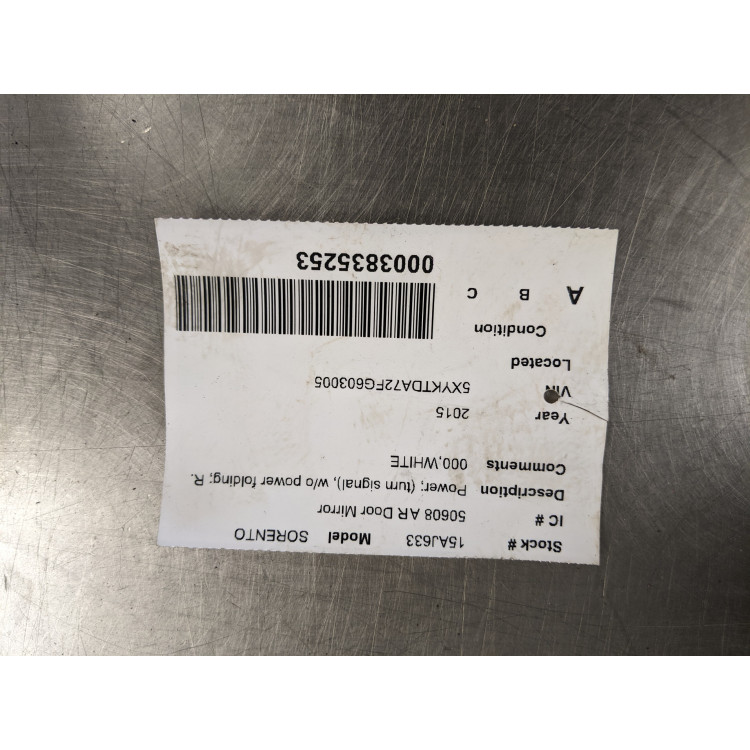 Stock # 15AJ633 Model SORENTO
IC # 50608 AR Door Mirror
Description Power; (turn signal), w/o power folding; R.
Comments 000,WHITE
Year 2015
VIN 5XYKTDA72FG603005
Located
Condition
A B C
0003835253